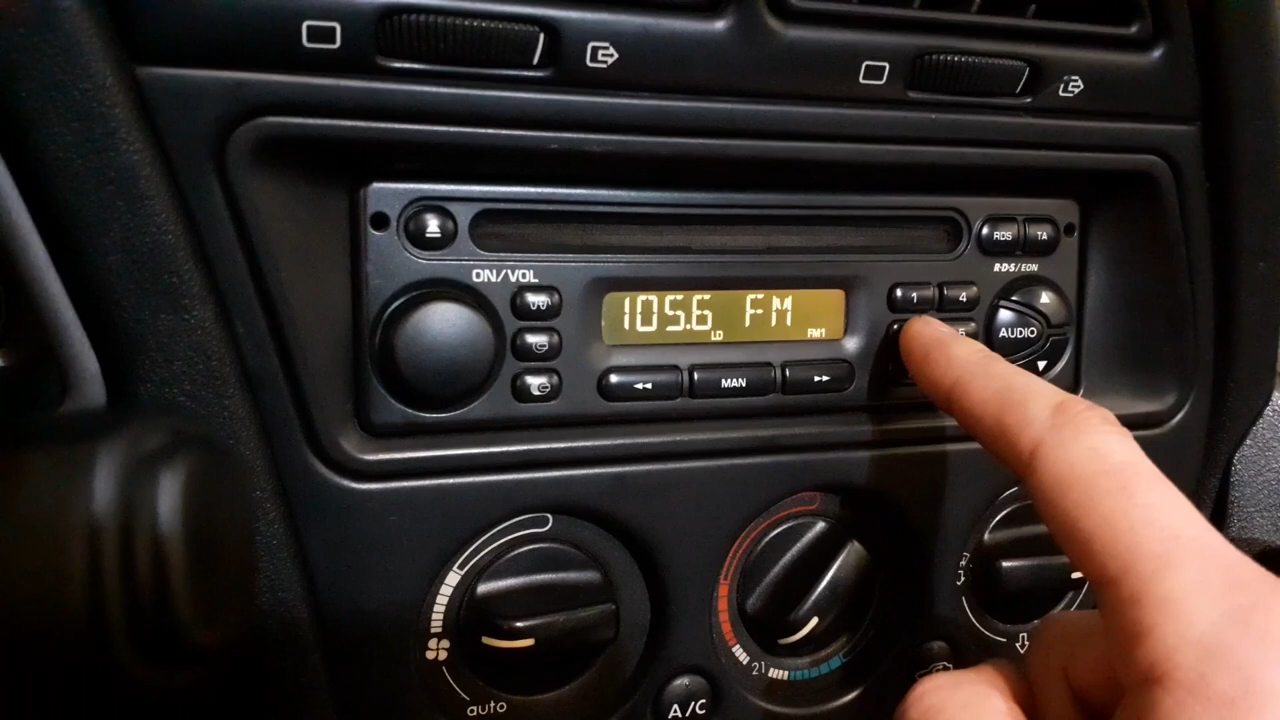 RDS TA
ON/VOL
R·D·S/EON
105.6 FM
LD FM1
1 4
5
AUDIO
MAN
21
auto
A/C